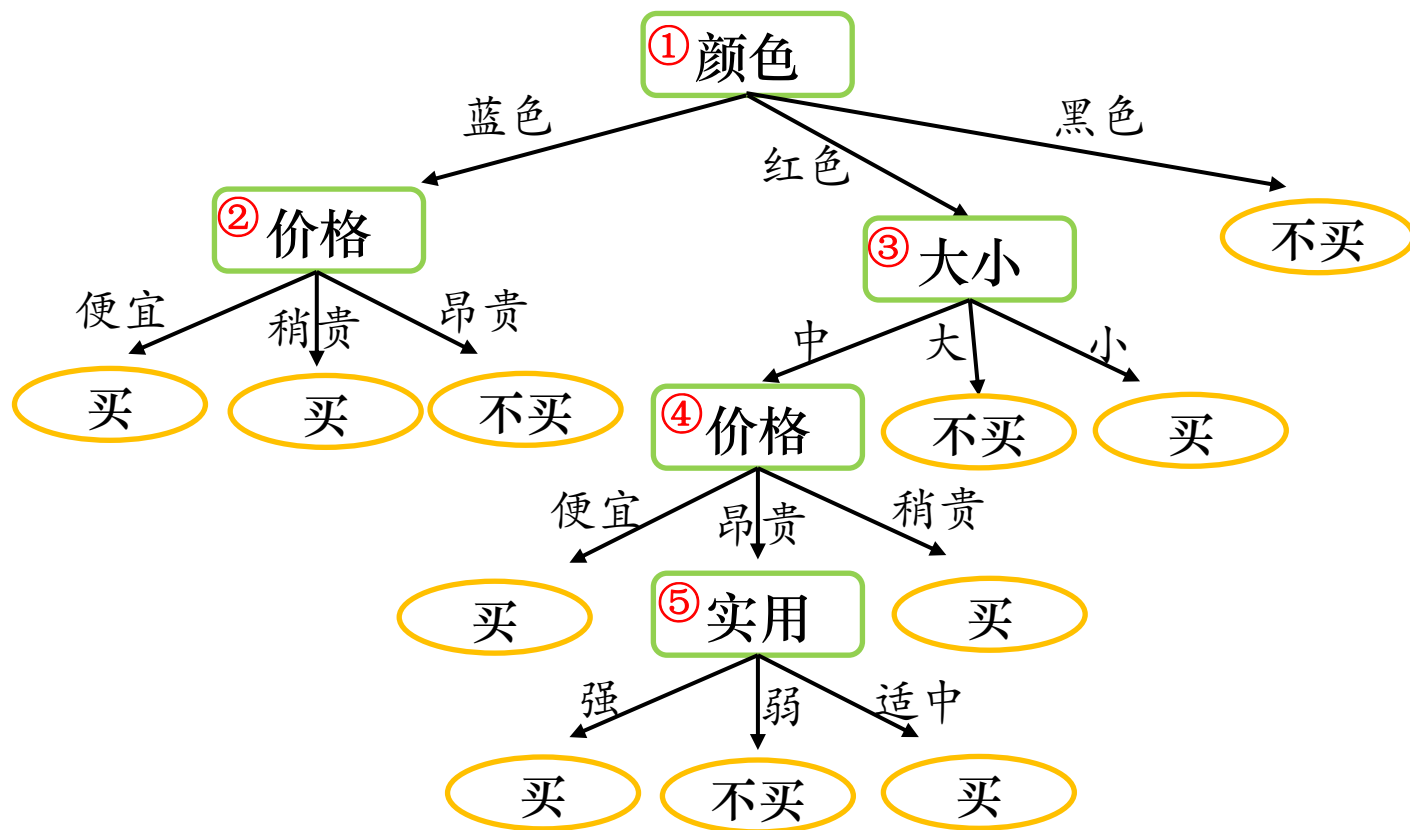 ① 颜色
蓝色
红色
黑色
② 价格
③ 大小
不买
便宜
稍贵
昂贵
中
大
小
买
买
不买
④ 价格
不买
买
便宜
昂贵
稍贵
买
⑤ 实用
买
强
弱
适中
买
不买
买